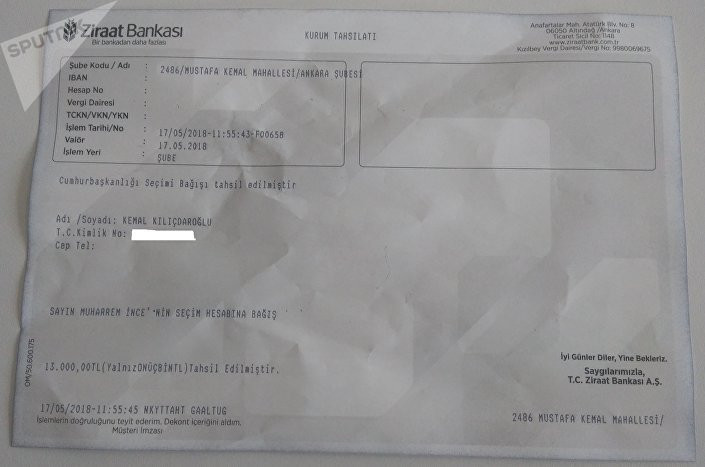 SPUTNIK
Ziraat Bankası
Bir bankadan daha fazlası
KURUM TAHSİLATI
Anafartalar Mah. Atatürk Blv. No: 8
06050 Altındağ /Ankara
Ticaret Sicil No: 1148
www.ziraatbank.com.tr
Kızılbey Vergi Dairesi/Vergi No: 9980069675
Şube Kodu / Adı : 2486/MUSTAFA KEMAL MAHALLESİ/ANKARA ŞUBESİ
IBAN :
Hesap No :
Vergi Dairesi :
TCKN/VKN/YKN :
İşlem Tarihi/No : 17/05/2018-11:55:43-F00658
Valör : 17.05.2018
İşlem Yeri : ŞUBE
Cumhurbaşkanlığı Seçimi Bağışı tahsil edilmiştir
Adı /Soyadı: KEMAL KILIÇDAROĞLU
T.C.Kimlik No:
Cep Tel:
SAYIN MUHARREM İNCE'NİN SEÇİM HESABINA BAĞIŞ
13.000,00TL(YalnızONÜÇBİNTL)Tahsil Edilmiştir.
İyi Günler Diler, Yine Bekleriz.
Saygılarımızla,
T.C. Ziraat Bankası A.Ş.
17/05/2018-11:55:45 NKYTTAHT GAALTUG
İşlemlerin doğruluğunu teyit ederim. Dekont içeriğini aldım.
Müşteri İmzası
2486 MUSTAFA KEMAL MAHALLESİ/